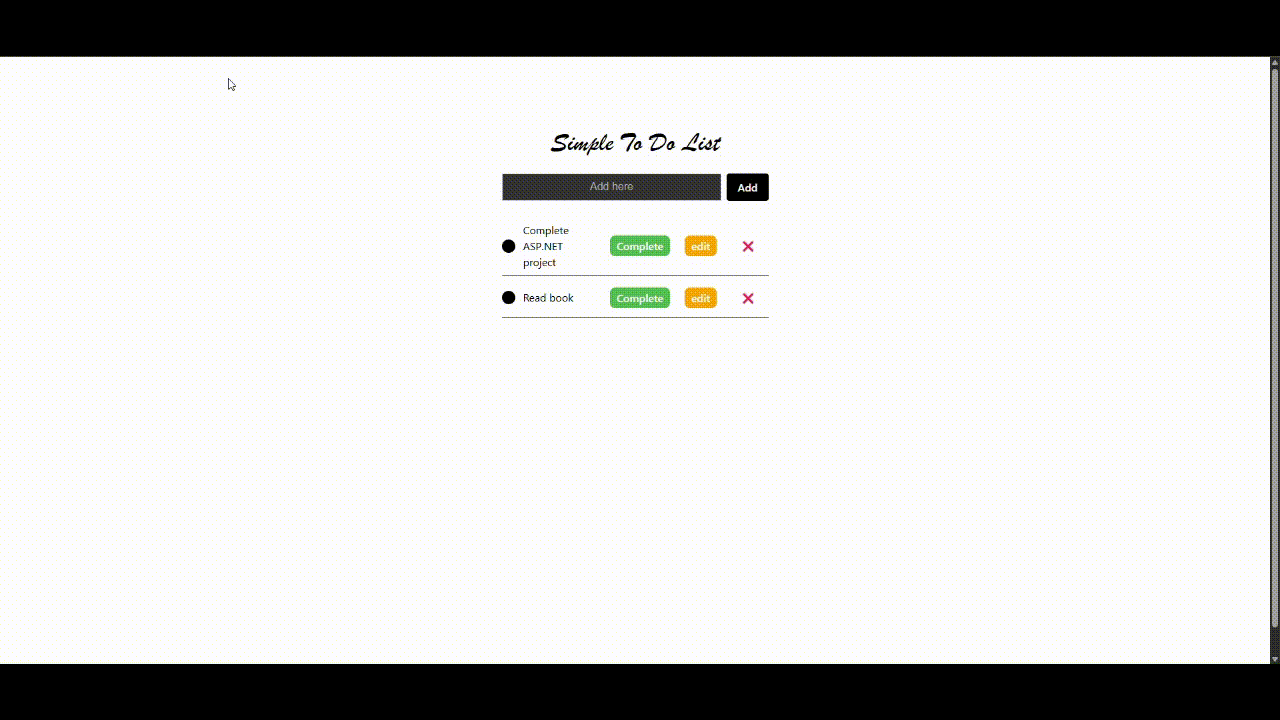 Simple To Do List
Add here Add
Complete
ASP.NET
project
Complete edit
Read book Complete edit